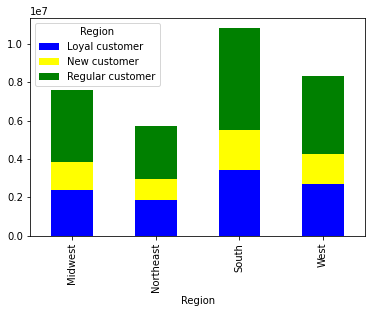 1e7
Region
Loyal customer
New customer
Regular customer
1.0
0.8
0.6
0.4
0.2
0.0
Midwest
Northeast
South
West
Region